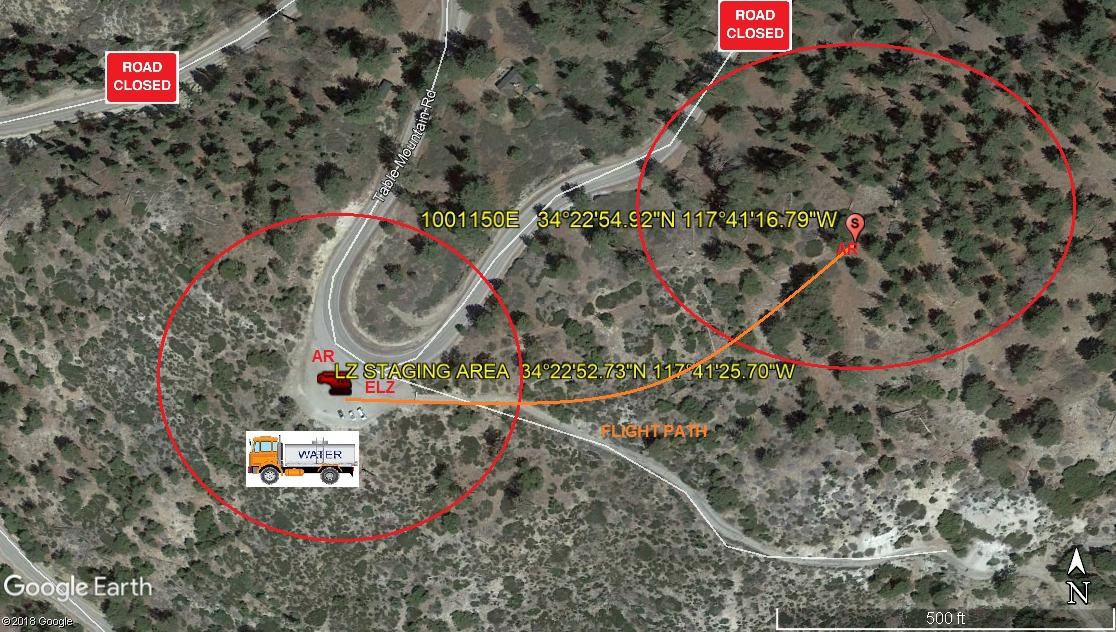 ROAD
CLOSED
ROAD
CLOSED
Table Mountain Rd
1001150E 34°22'54.92"N 117°41'16.79"W
S
AR
AR
LZ STAGING AREA 34°22'52.73"N 117°41'25.70"W
ELZ
FLIGHT PATH
WATER
Google Earth
©2018 Google
N
500 ft